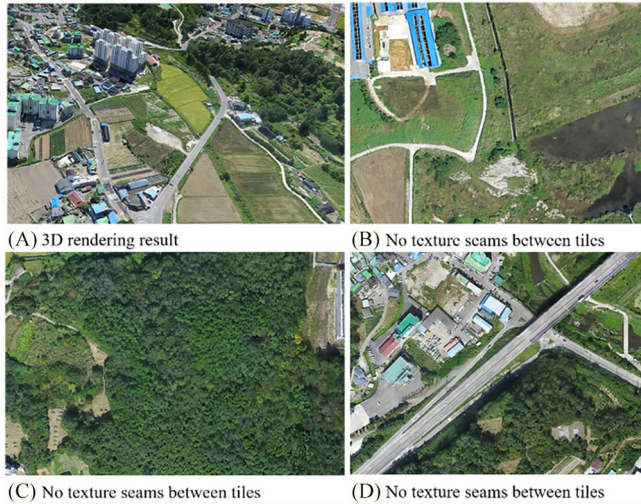 (A) 3D rendering result
(B) No texture seams between tiles
(C) No texture seams between tiles
(D) No texture seams between tiles